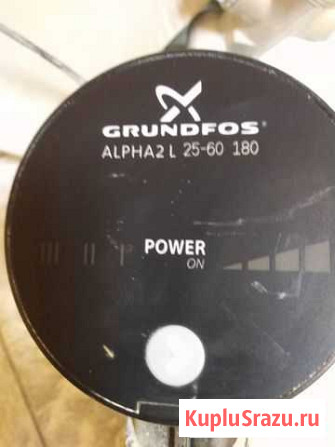 GRUNDFOS
ALPHA2 L 25-60 180
POWER
ON
KupluSrazu.ru